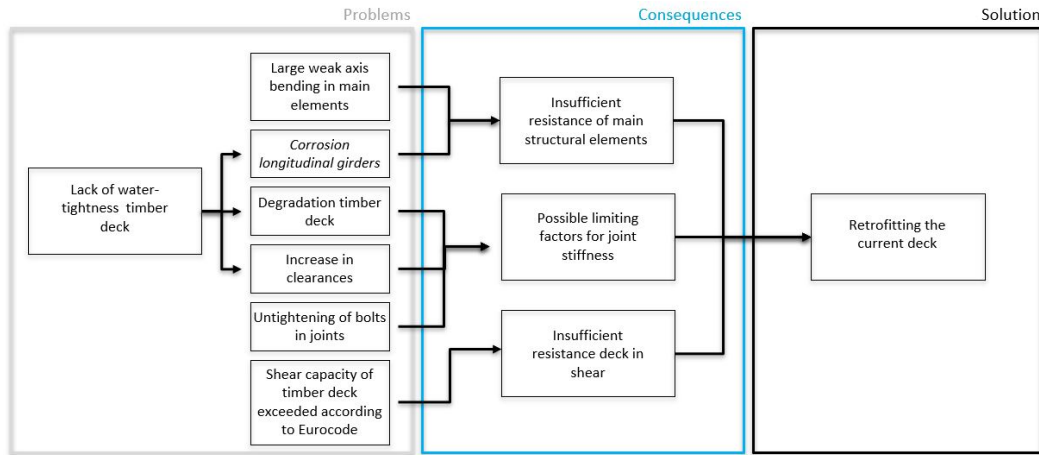 Problems
Consequences
Solution
Large weak axis
bending in main
elements
Corrosion
longitudinal girders
Lack of water-
tightness timber
deck
Degradation timber
deck
Increase in
clearances
Untightening of bolts
in joints
Shear capacity of
timber deck
exceeded according
to Eurocode
Insufficient
resistance of main
structural elements
Possible limiting
factors for joint
stiffness
Insufficient
resistance deck in
shear
Retrofitting the
current deck